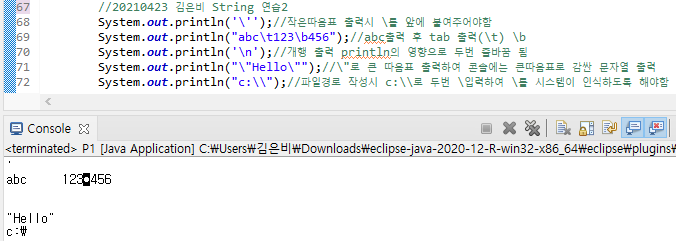 67 //20210423 김은비 String 연습2
68 System.out.println('\'');//작은따옴표 출력시 \를 앞에 붙여주어야함
69 System.out.println("abc\t123\b456");//abc출력 후 tab 출력(\t) \b
70 System.out.println('\n');//개행 출력 println의 영향으로 두번 줄바꿈 됨
71 System.out.println("\"Hello\"");//\"로 큰 따옴표 출력하여 콘솔에는 큰따옴표로 감싼 문자열 출력
72 System.out.println("c:\\");//파일경로 작성시 c:\\로 두번 \입력하여 \를 시스템이 인식하도록 해야함
Console
<terminated> P1 [Java Application] C:₩Users₩김은비₩Downloads₩eclipse-java-2020-12-R-win32-x86_64₩eclipse₩plugins₩
'
abc 123◘456
"Hello"
c:₩